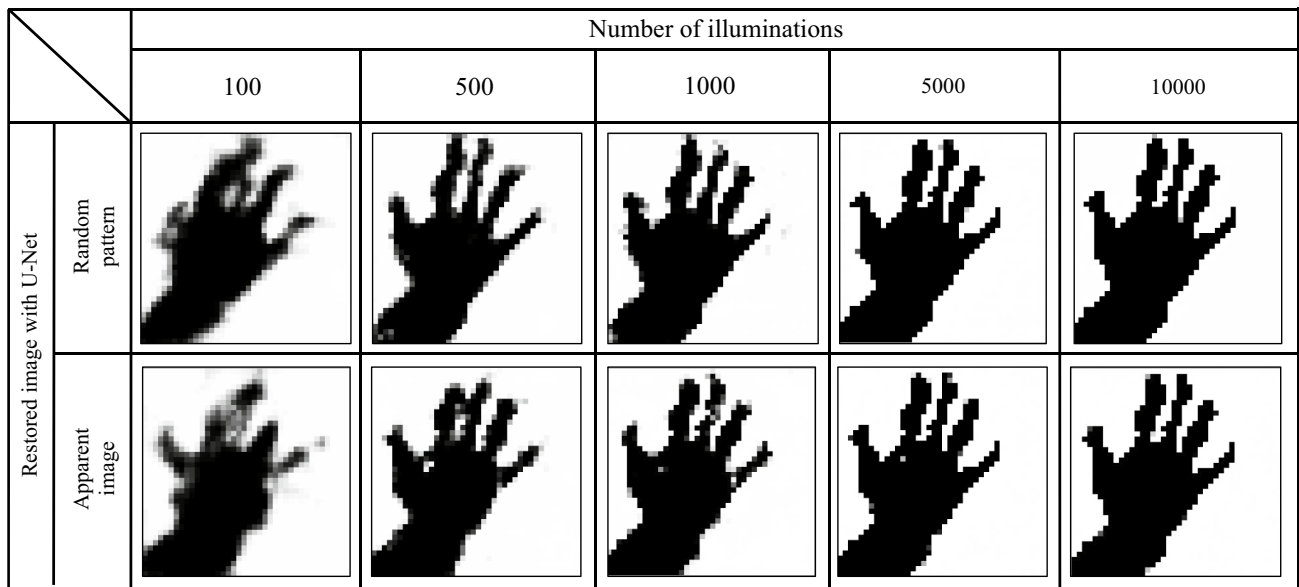 Number of illuminations
100
500
1000
5000
10000
Restored image with U-Net
Random
pattern
Apparent
image